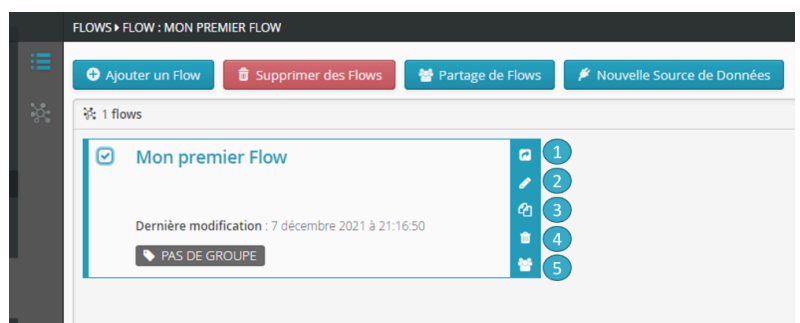 FLOWS ▸ FLOW : MON PREMIER FLOW
Ajouter un Flow Supprimer des Flows Partage de Flows Nouvelle Source de Données
1 flows
Mon premier Flow
1
2
3
Dernière modification : 7 décembre 2021 à 21:16:50
4
PAS DE GROUPE
5